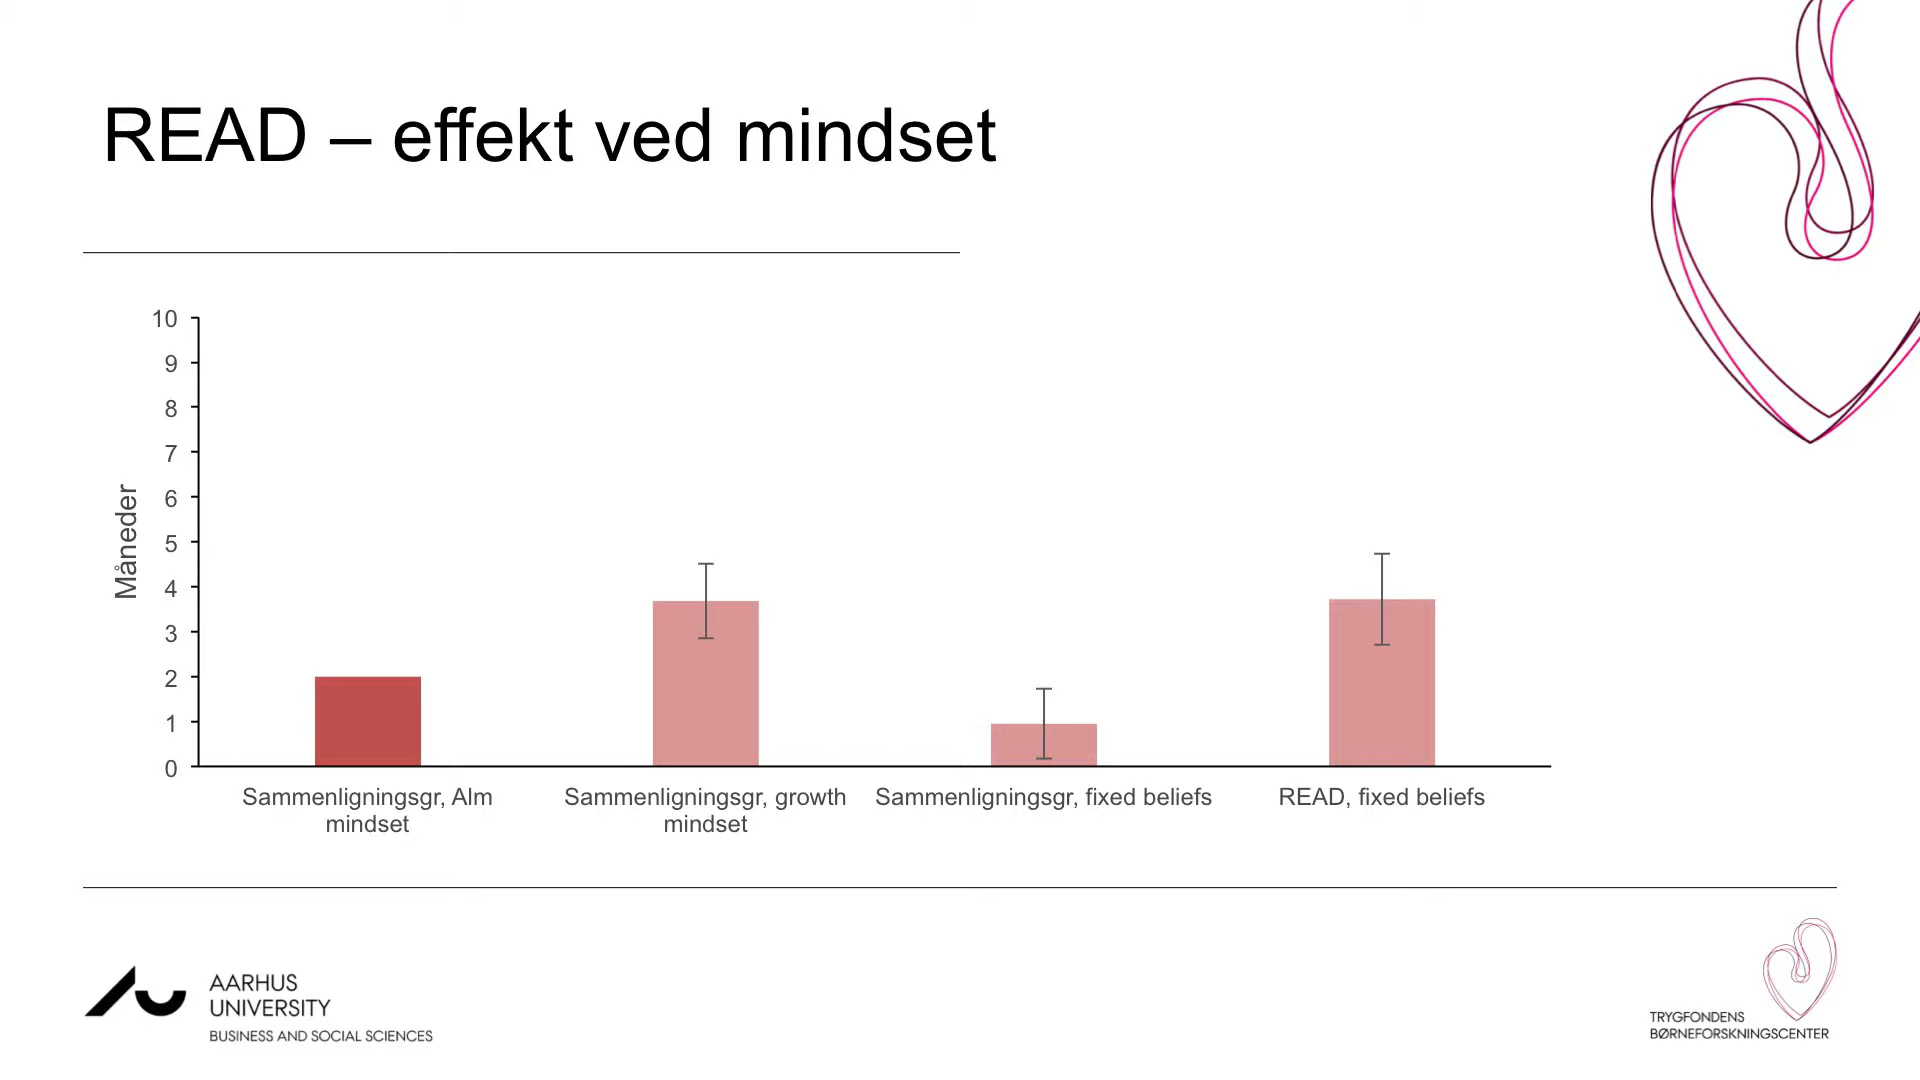 READ – effekt ved mindset
Måneder
10
9
8
7
6
5
4
3
2
1
0
Sammenligningsgr, Alm
mindset
Sammenligningsgr, growth
mindset
Sammenligningsgr, fixed beliefs
READ, fixed beliefs
AARHUS
UNIVERSITY
BUSINESS AND SOCIAL SCIENCES
TRYGFONDENS
BØRNEFORSKNINGSCENTER